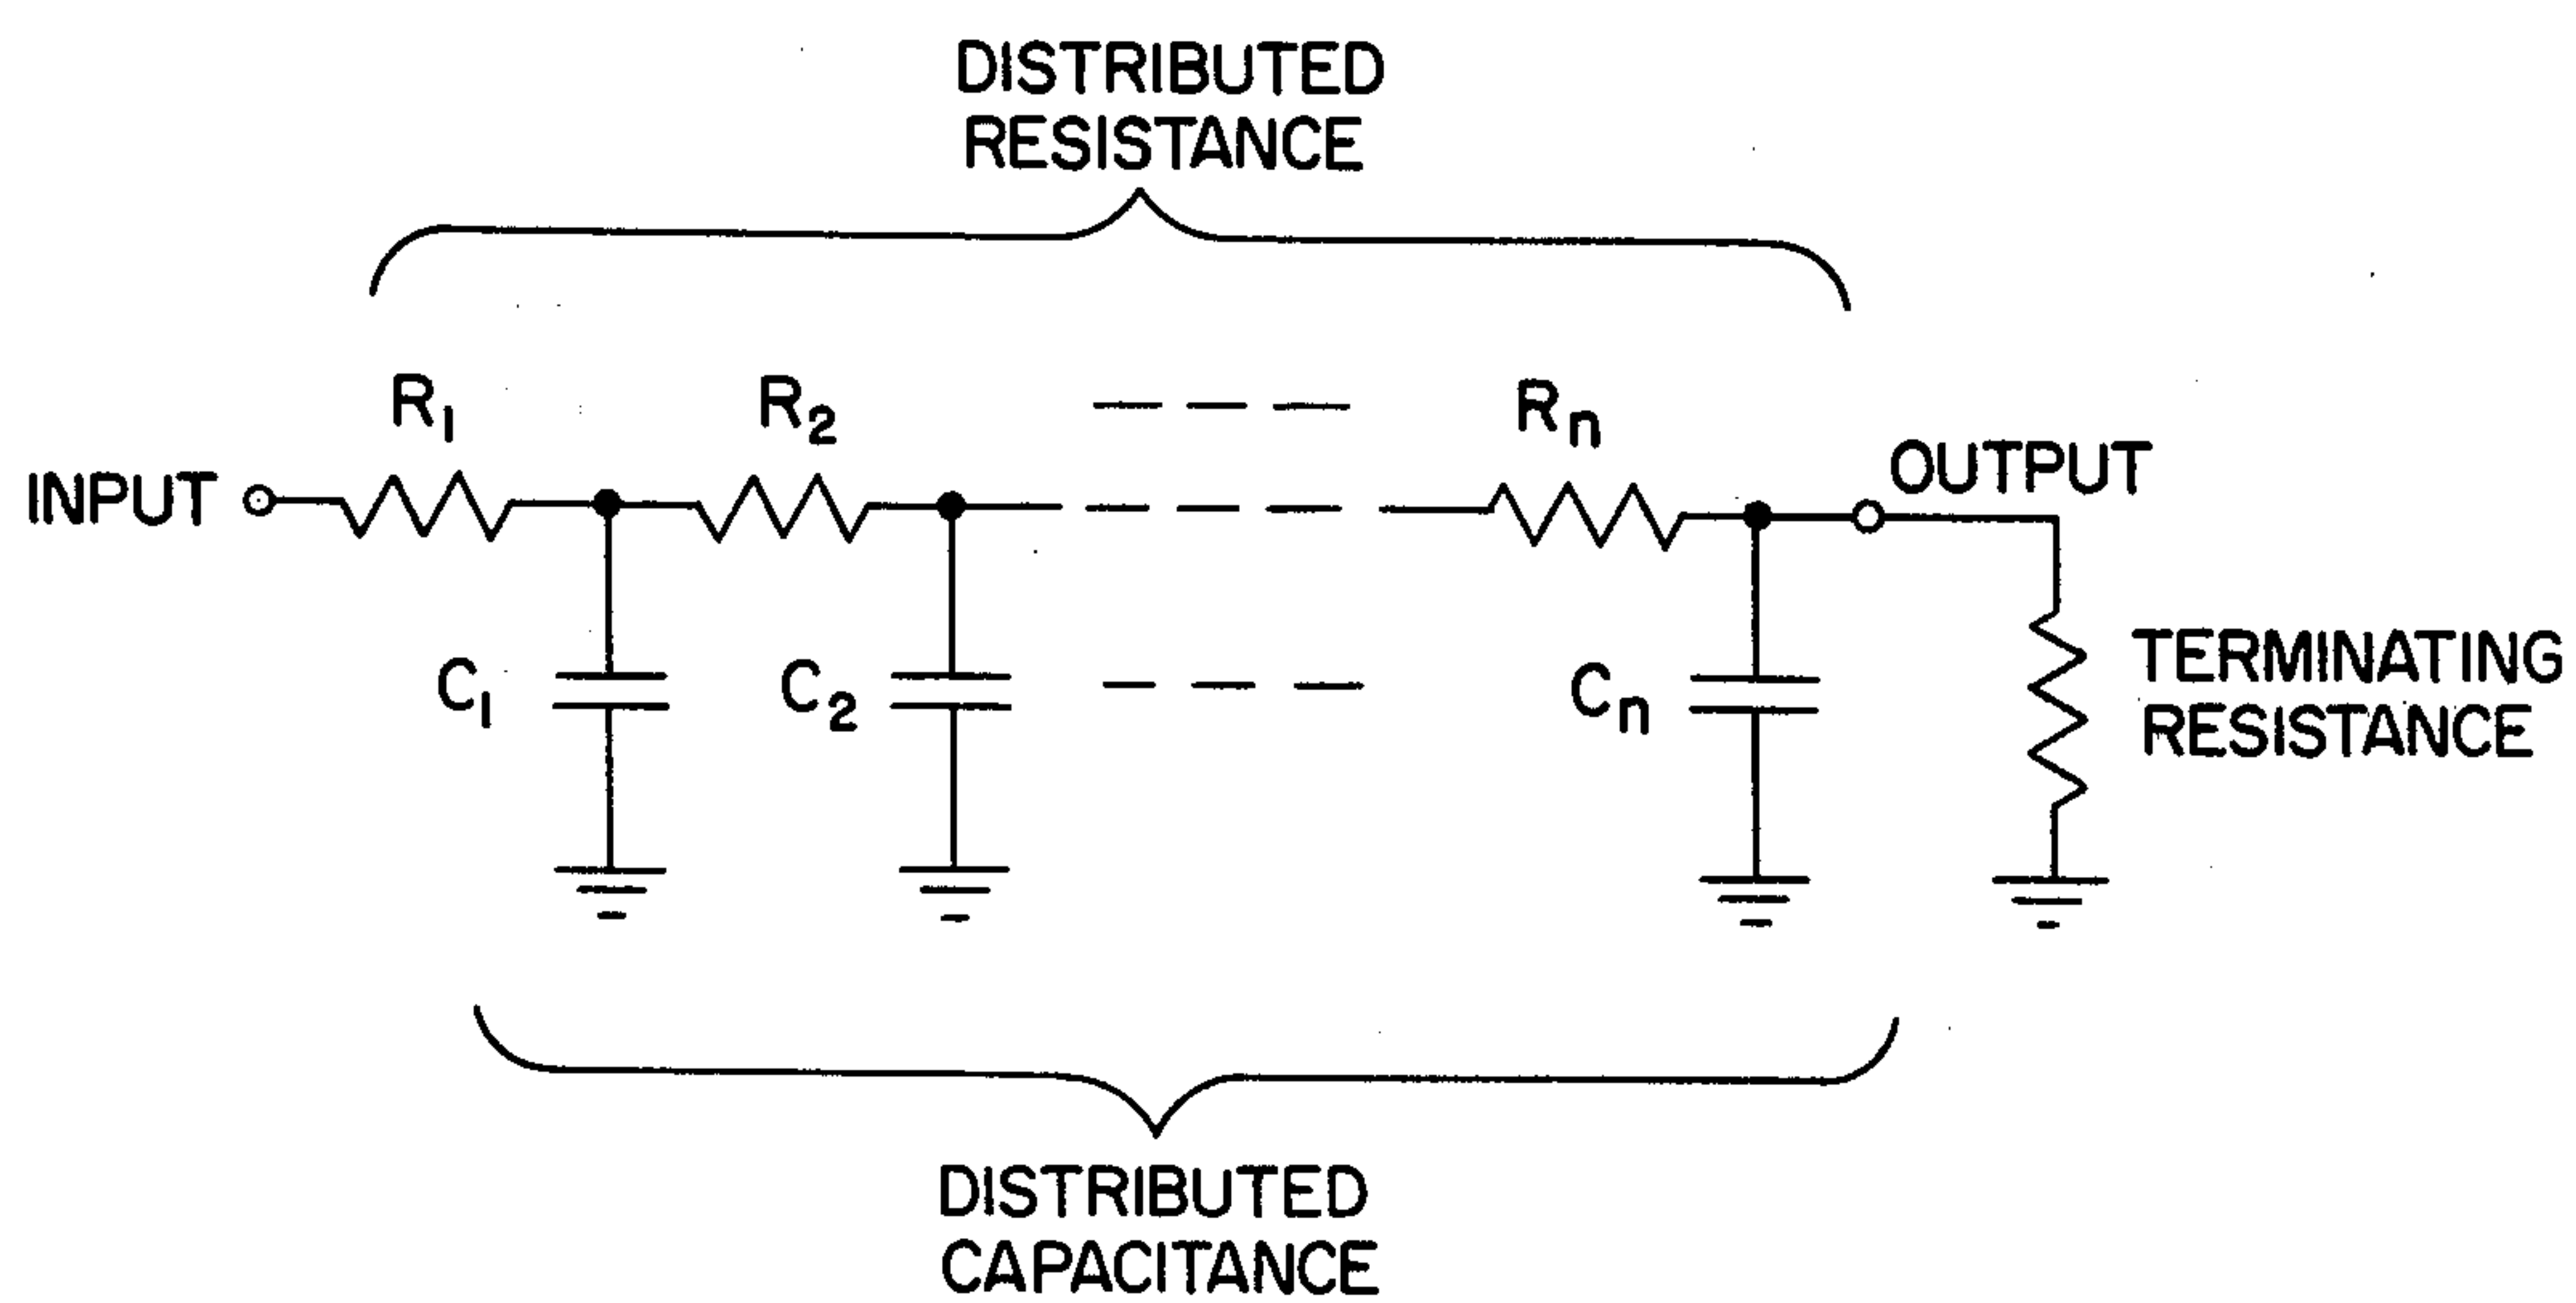 DISTRIBUTED
RESISTANCE
R1
R2
Rn
INPUT
OUTPUT
C1
C2
Cn
TERMINATING
RESISTANCE
DISTRIBUTED
CAPACITANCE